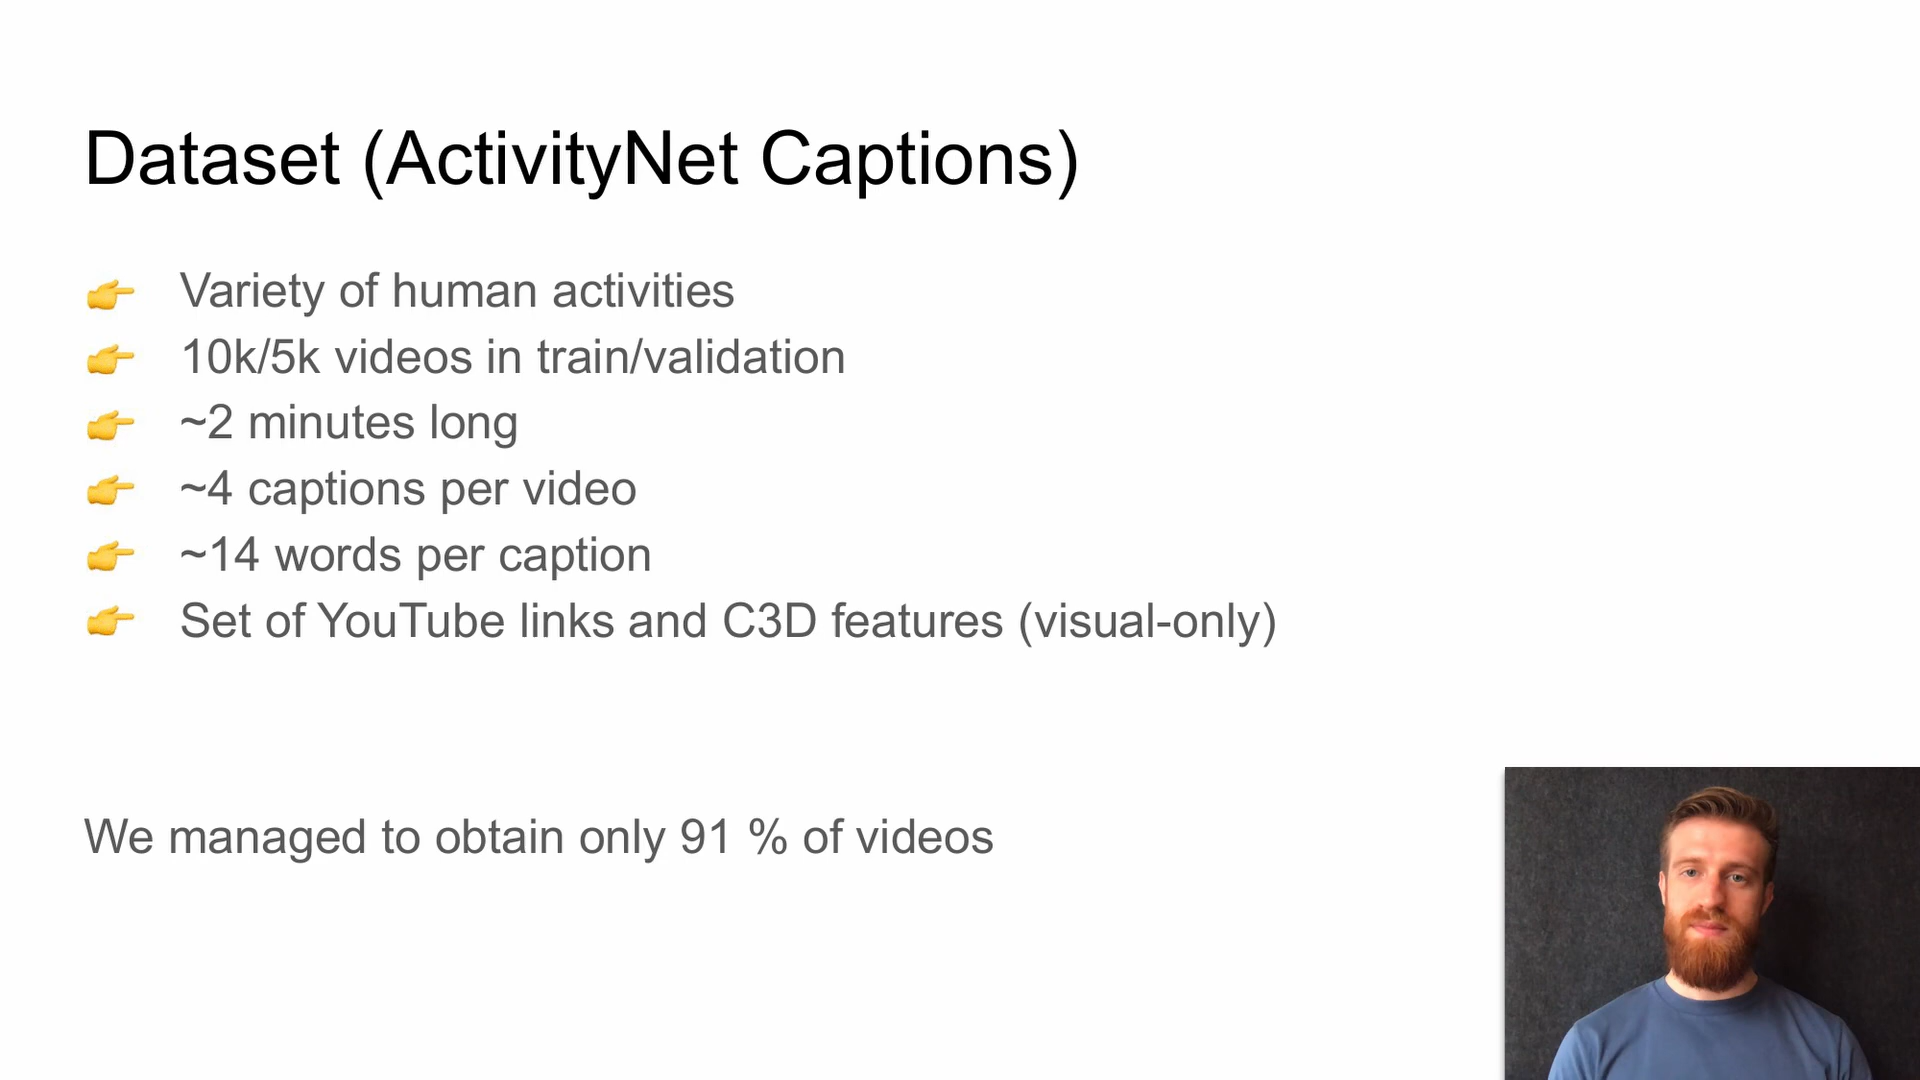 Dataset (ActivityNet Captions)
👉 Variety of human activities
👉 10k/5k videos in train/validation
👉 ~2 minutes long
👉 ~4 captions per video
👉 ~14 words per caption
👉 Set of YouTube links and C3D features (visual-only)
We managed to obtain only 91 % of videos